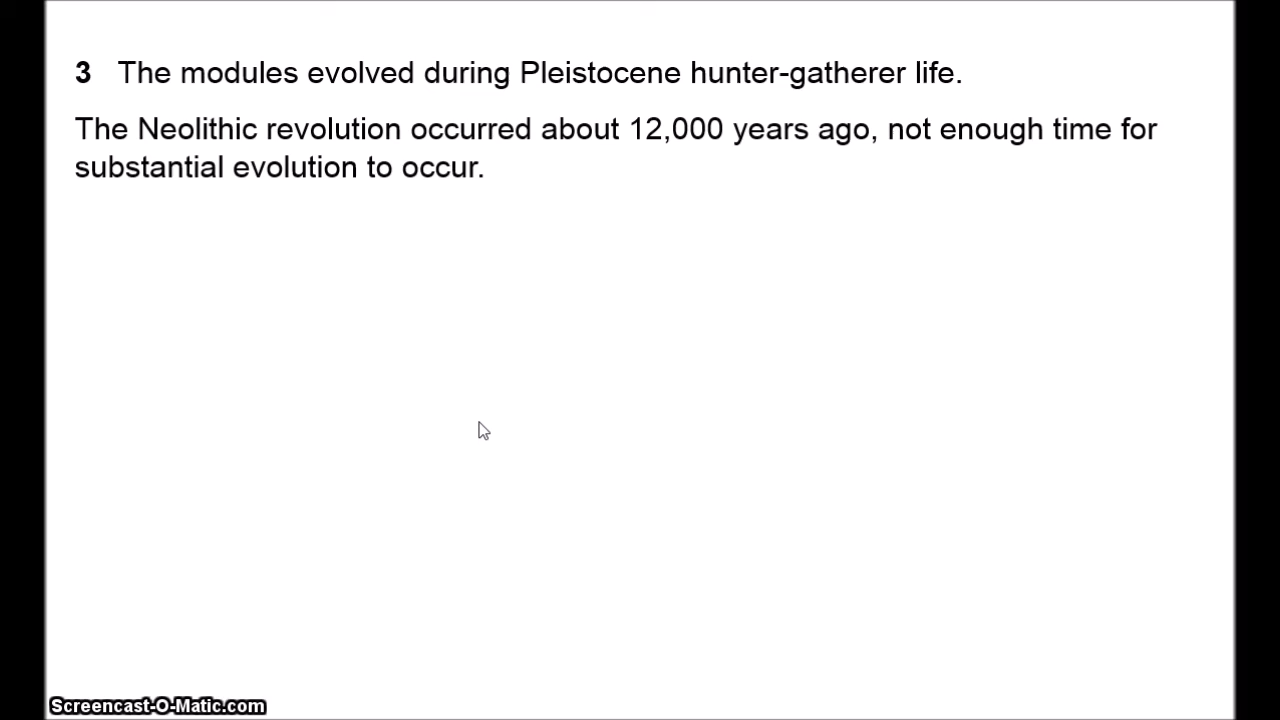 3 The modules evolved during Pleistocene hunter-gatherer life.
The Neolithic revolution occurred about 12,000 years ago, not enough time for
substantial evolution to occur.
Screencast-O-Matic.com